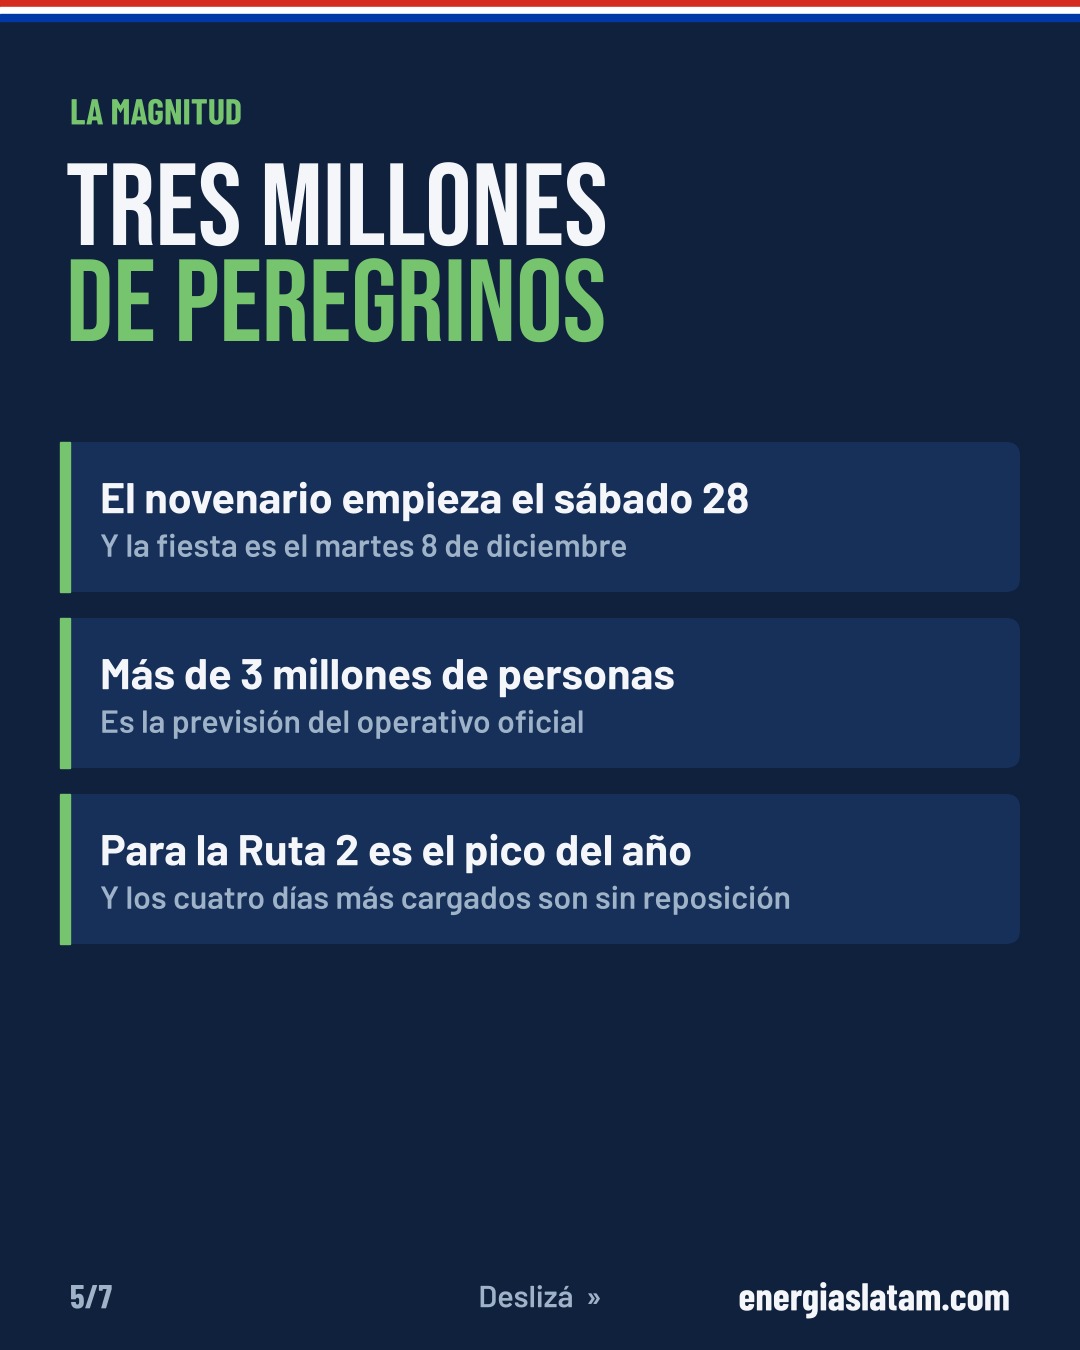 LA MAGNITUD
TRES MILLONES
DE PEREGRINOS
El novenario empieza el sábado 28
Y la fiesta es el martes 8 de diciembre
Más de 3 millones de personas
Es la previsión del operativo oficial
Para la Ruta 2 es el pico del año
Y los cuatro días más cargados son sin reposición
5/7
Deslizá »
energiaslatam.com